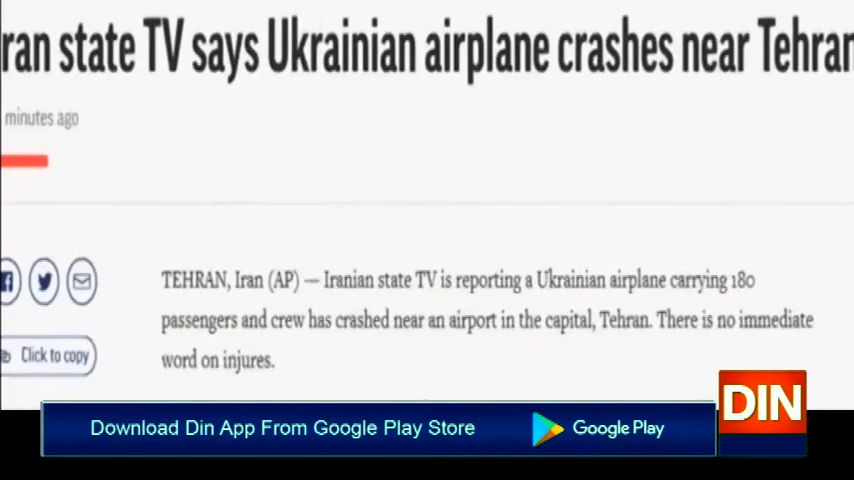 ran state TV says Ukrainian airplane crashes near Tehran
minutes ago
TEHRAN, Iran (AP) — Iranian state TV is reporting a Ukrainian airplane carrying 180
passengers and crew has crashed near an airport in the capital, Tehran. There is no immediate
word on injures.
Click to copy
Download Din App From Google Play Store
Google Play
DIN